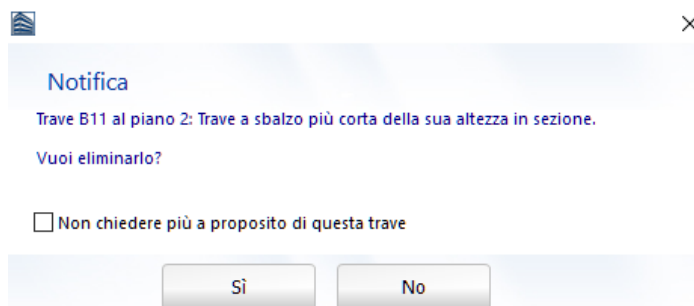 Notifica
Trave B11 al piano 2: Trave a sbalzo più corta della sua altezza in sezione.
Vuoi eliminarlo?
Non chiedere più a proposito di questa trave
Sì
No